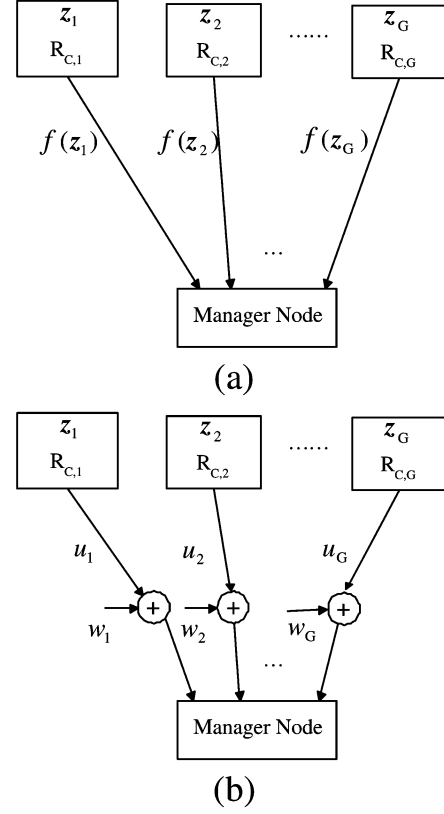 z1 z2 ...... zG
RC,1 RC,2 RC,G
f(z1) f(z2) f(zG)
...
Manager Node
(a)
z1 z2 ...... zG
RC,1 RC,2 RC,G
u1 u2 uG
+ + +
w1 w2 wG
...
Manager Node
(b)